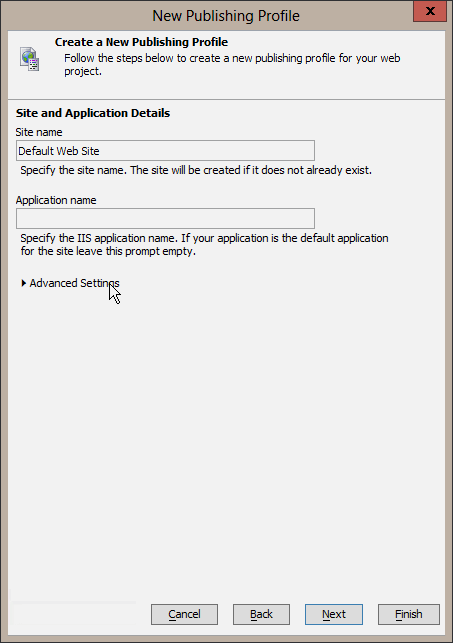 New Publishing Profile
X
Create a New Publishing Profile
Follow the steps below to create a new publishing profile for your web
project.
Site and Application Details
Site name
Default Web Site
Specify the site name. The site will be created if it does not already exist.
Application name
Specify the IIS application name. If your application is the default application
for the site leave this prompt empty.
Advanced Settings
Cancel
Back
Next
Finish